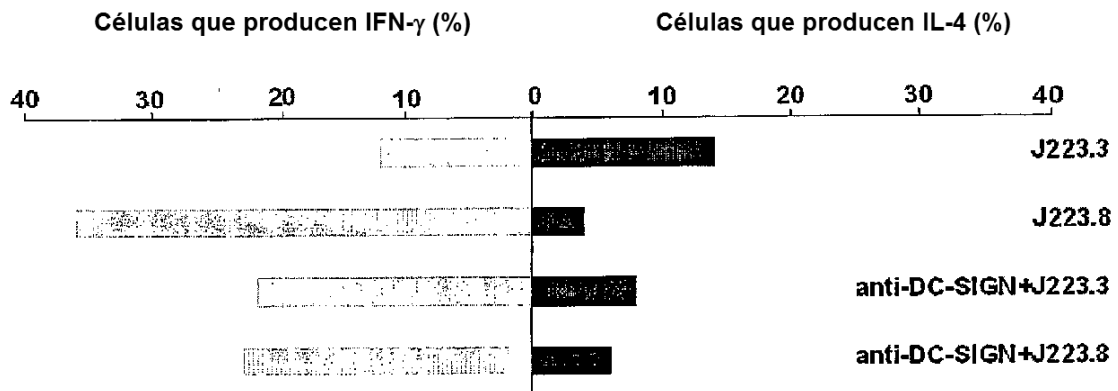 Células que producen IFN-γ (%) Células que producen IL-4 (%)
40 30 20 10 0 10 20 30 40
J223.3
J223.8
anti-DC-SIGN+J223.3
anti-DC-SIGN+J223.8